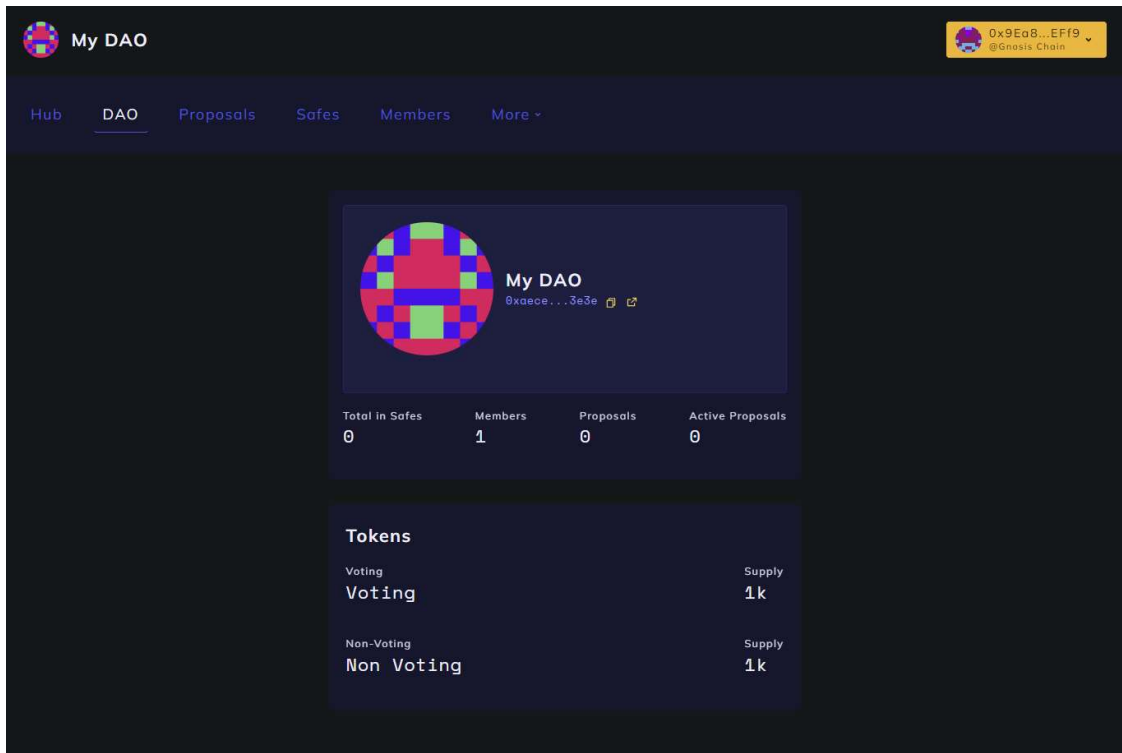 My DAO
0x9Ea8...EFf9
@Gnosis Chain
Hub DAO Proposals Safes Members More
My DAO
0xaece...3e3e
Total in Safes Members Proposals Active Proposals
0 1 0 0
Tokens
Voting Supply
Voting 1k
Non-Voting Supply
Non Voting 1k